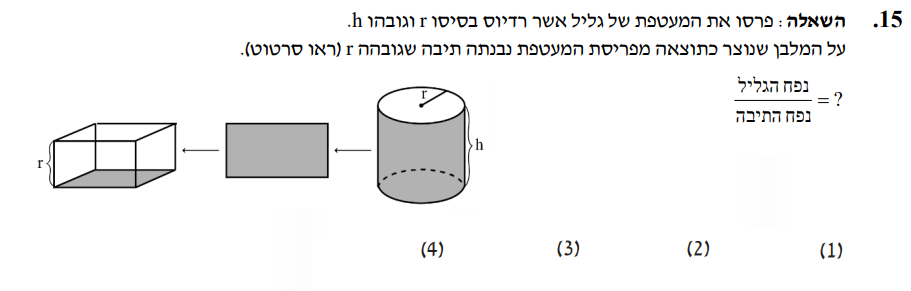 15. השאלה : פרסו את המעטפת של גליל אשר רדיוס בסיסו r וגובהו h.
על המלבן שנוצר כתוצאה מפריסת המעטפת נבנתה תיבה שגובהה r (ראו סרטוט).
נפח הגליל
= ?
נפח התיבה
r
h
r
(1) (2) (3) (4)